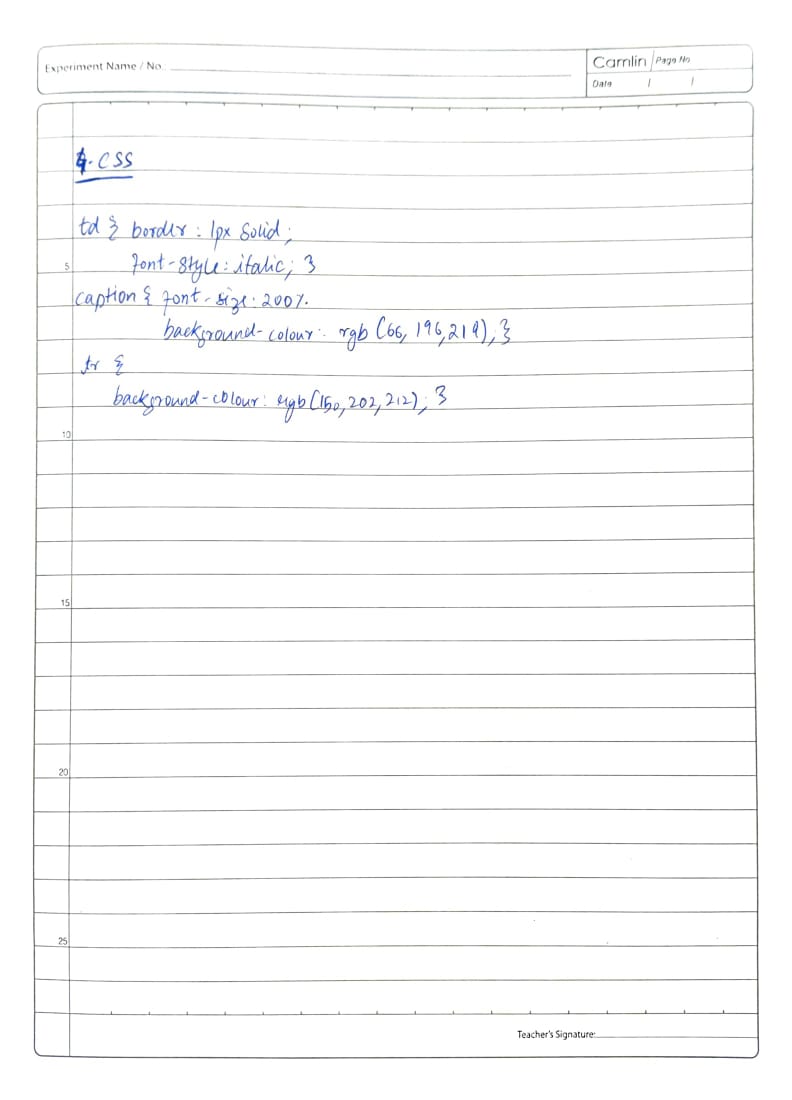 Experiment Name / No.
Camlin Page No
Date / /
4. CSS
td { border : 1px Solid ;
5
font-style : italic ; }
caption { font-size : 200%.
background-colour : rgb (66, 196, 219) ; }
tr {
background-colour : rgb (150, 202, 212) ; }
10
15
20
25
Teacher's Signature: